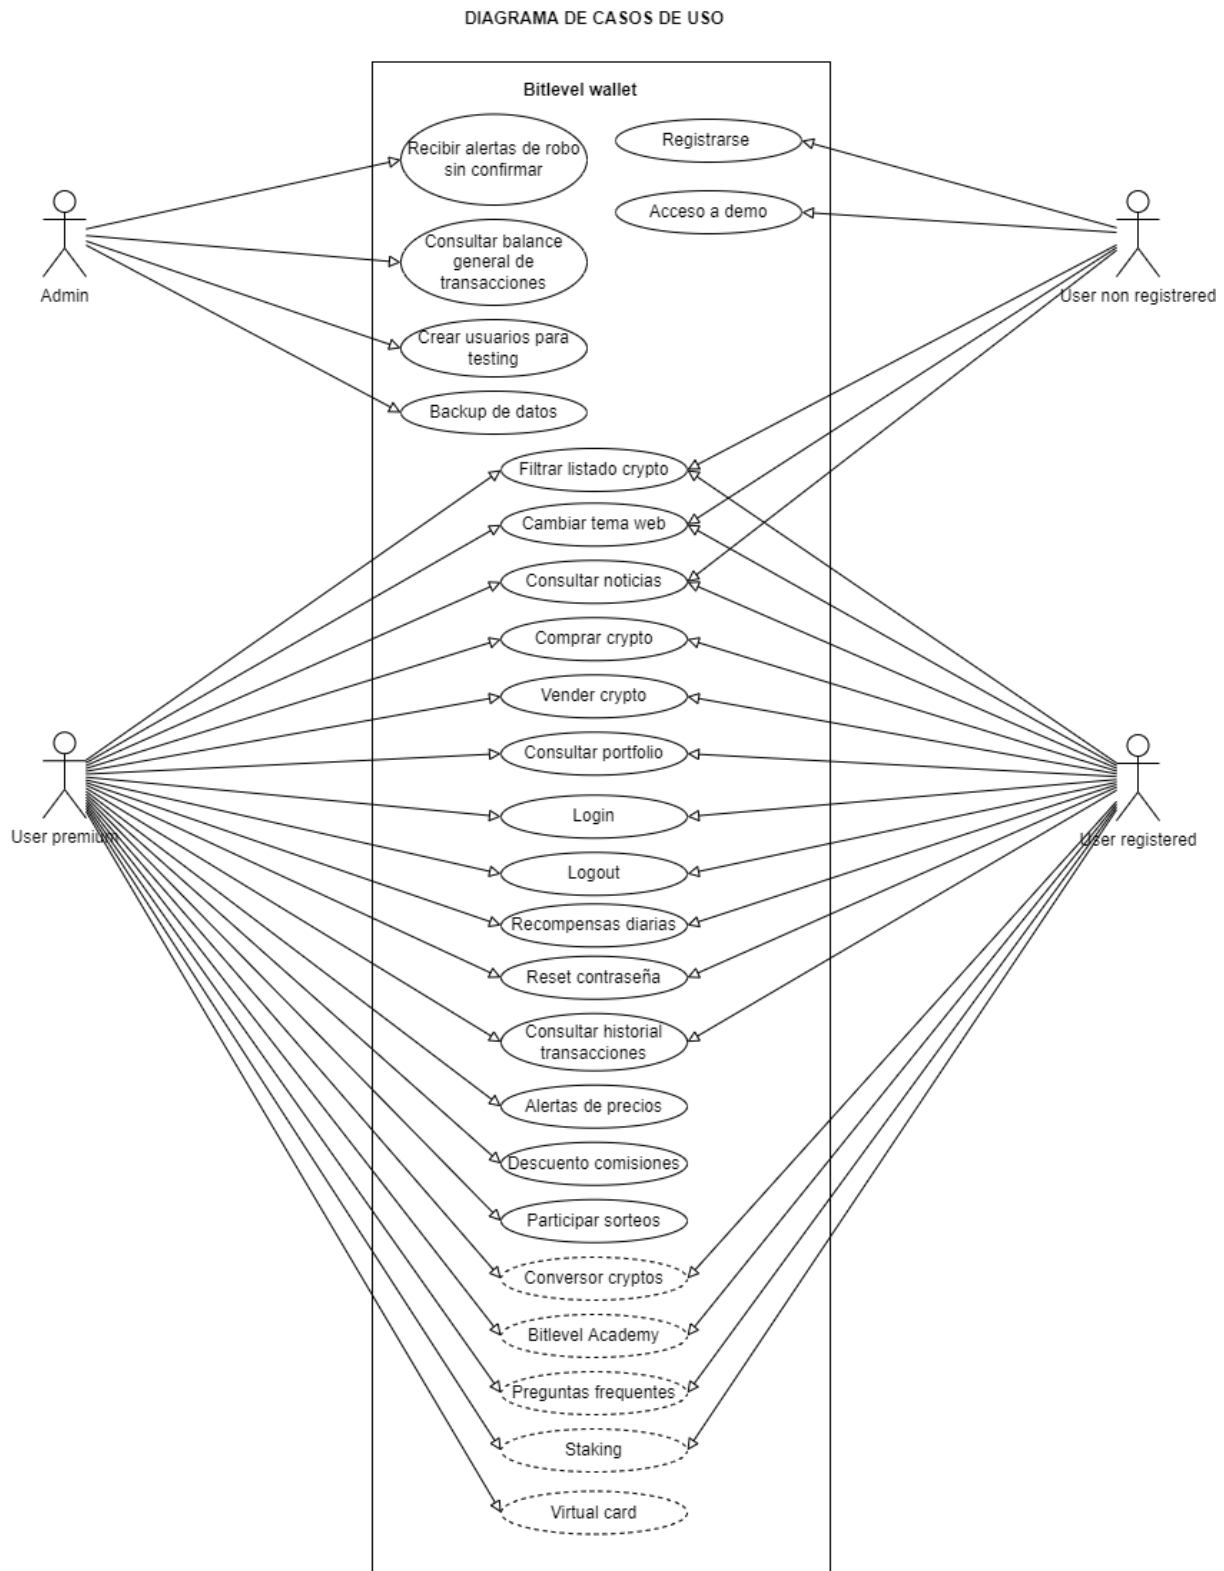 DIAGRAMA DE CASOS DE USO
Bitlevel wallet
Recibir alertas de robo
sin confirmar
Registrarse
Acceso a demo
Consultar balance
general de
transacciones
Admin
User non registrered
Crear usuarios para
testing
Backup de datos
Filtrar listado crypto
Cambiar tema web
Consultar noticias
Comprar crypto
Vender crypto
Consultar portfolio
Login
User premium
User registered
Logout
Recompensas diarias
Reset contraseña
Consultar historial
transacciones
Alertas de precios
Descuento comisiones
Participar sorteos
Conversor cryptos
Bitlevel Academy
Preguntas frequentes
Staking
Virtual card